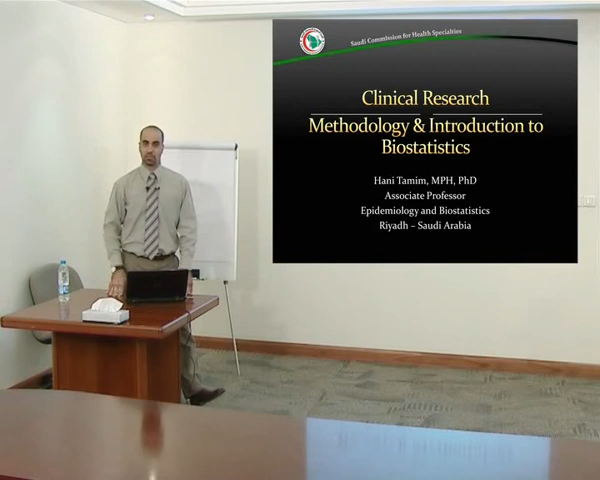 Saudi Commission for Health Specialties
Clinical Research
Methodology & Introduction to
Biostatistics
Hani Tamim, MPH, PhD
Associate Professor
Epidemiology and Biostatistics
Riyadh – Saudi Arabia